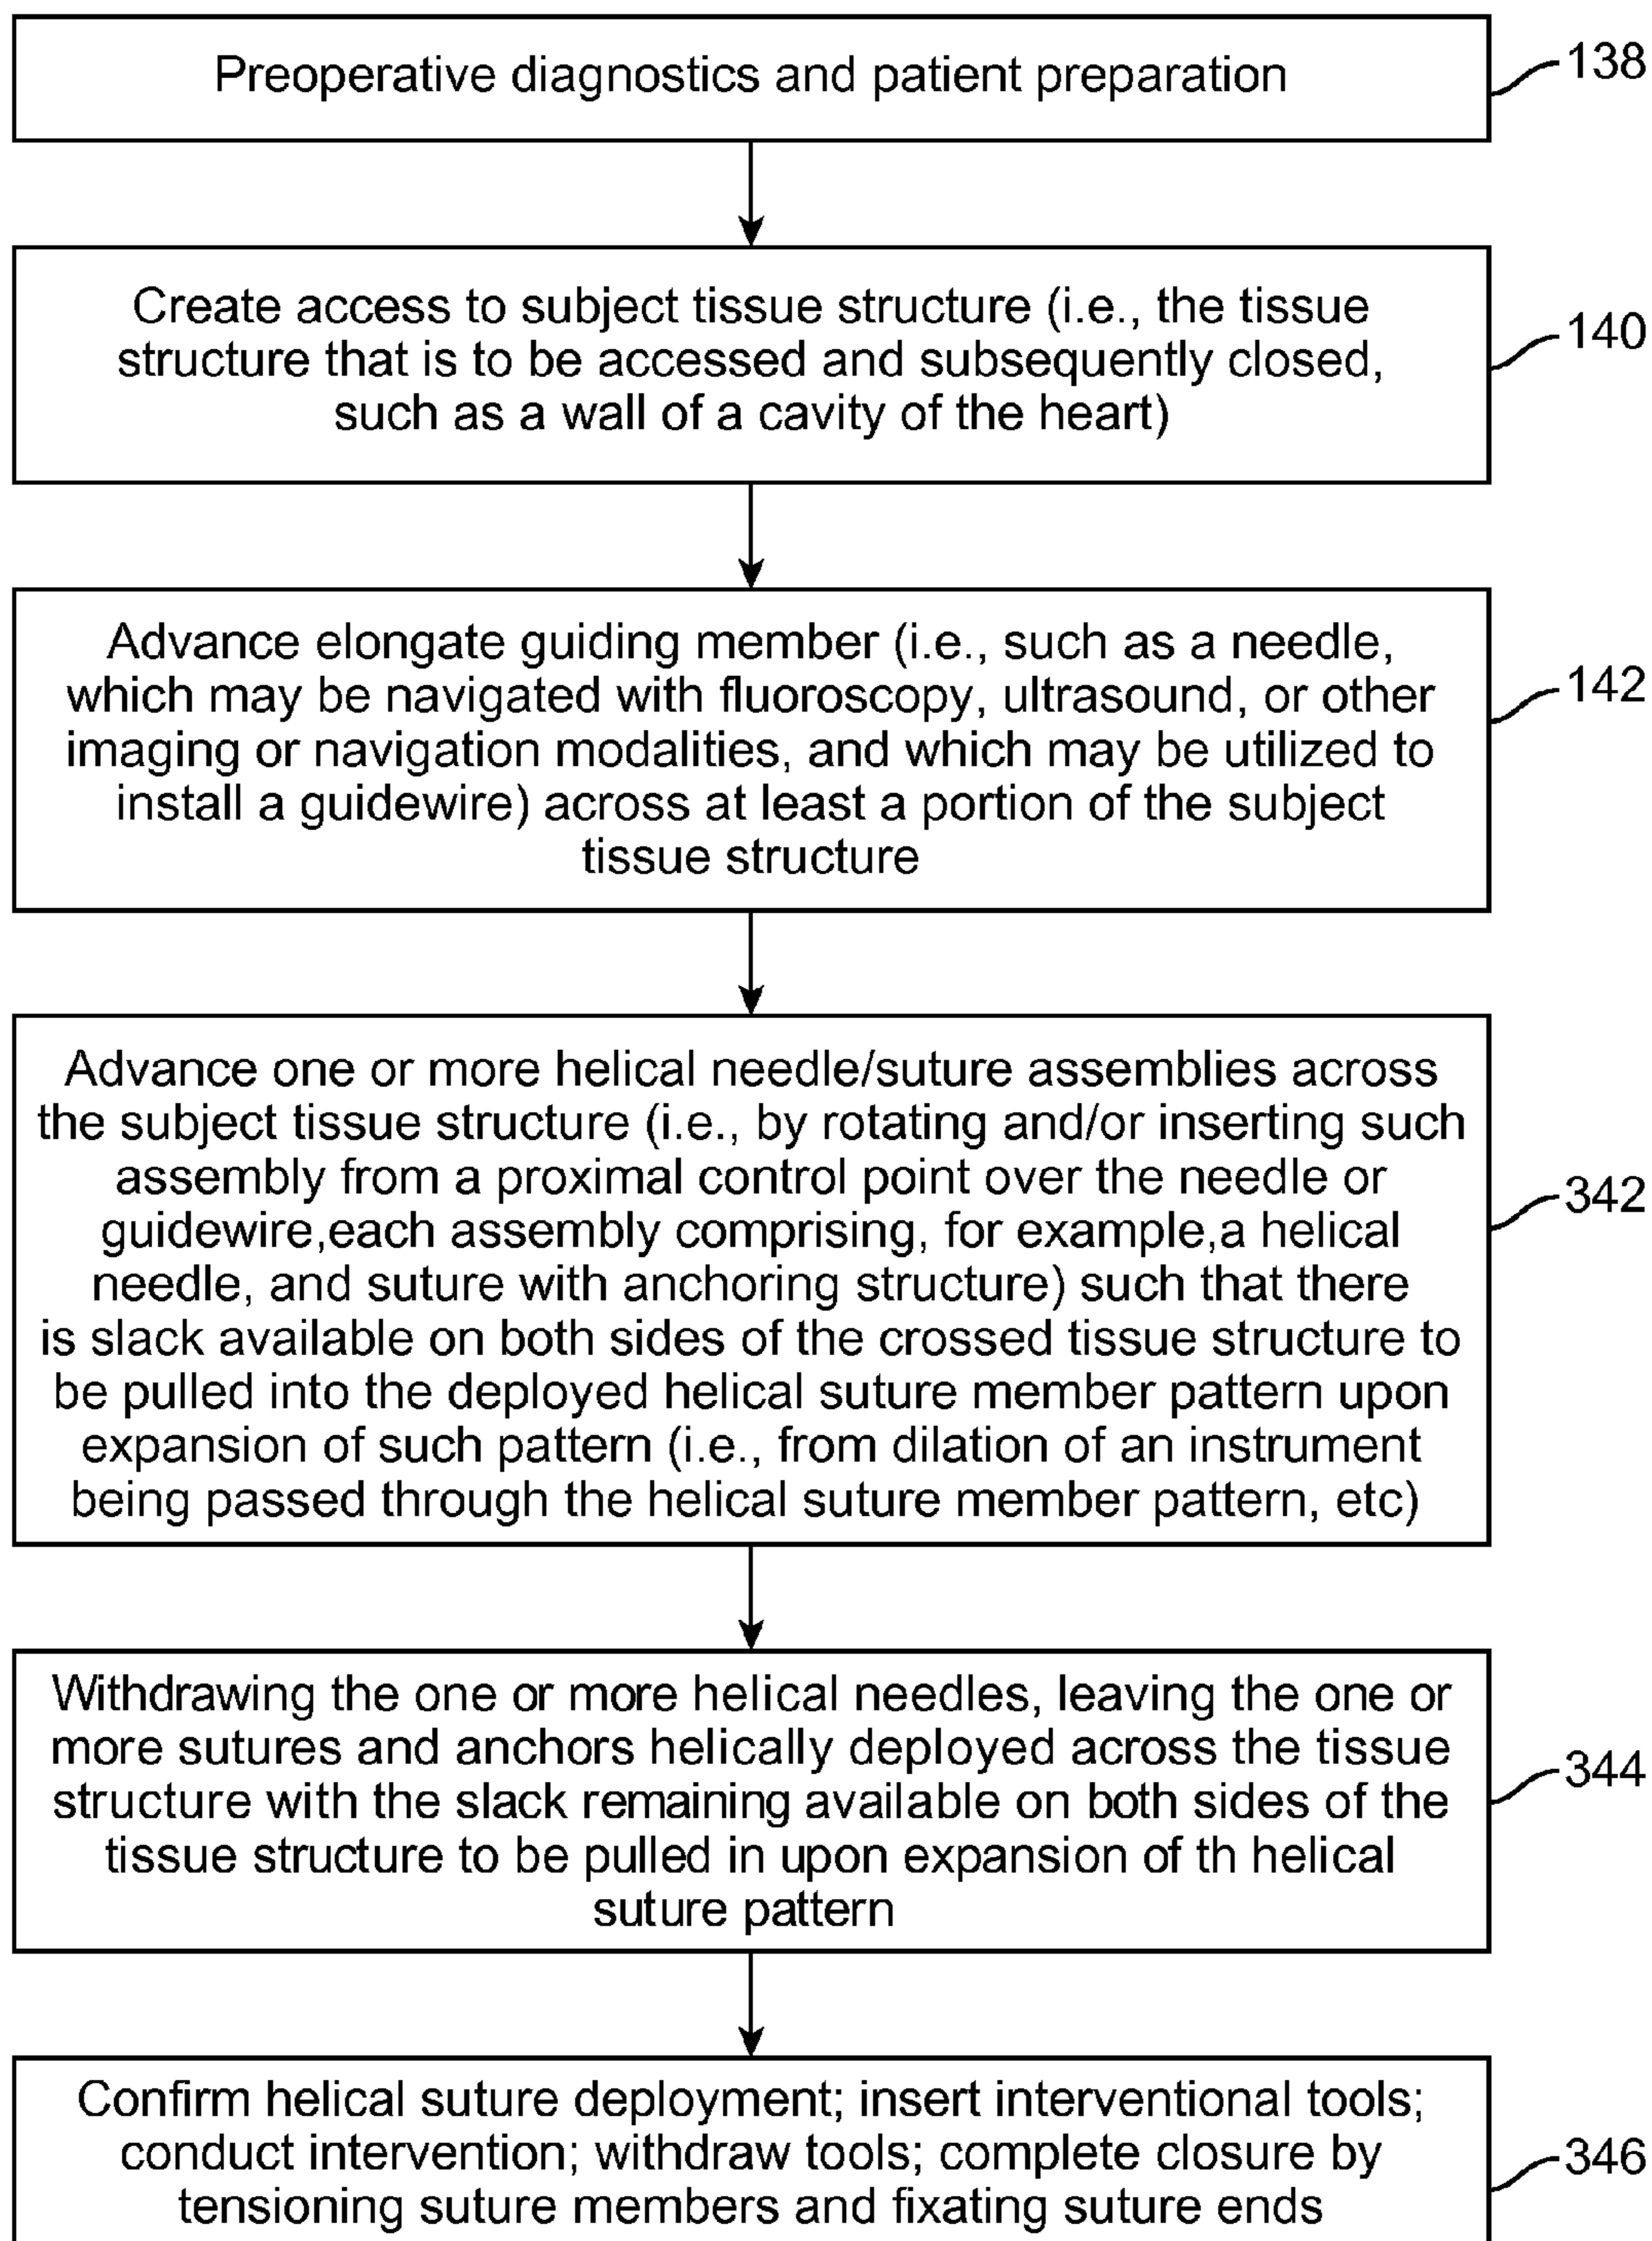 Preoperative diagnostics and patient preparation
138
Create access to subject tissue structure (i.e., the tissue
structure that is to be accessed and subsequently closed,
such as a wall of a cavity of the heart)
140
Advance elongate guiding member (i.e., such as a needle,
which may be navigated with fluoroscopy, ultrasound, or other
imaging or navigation modalities, and which may be utilized to
install a guidewire) across at least a portion of the subject
tissue structure
142
Advance one or more helical needle/suture assemblies across
the subject tissue structure (i.e., by rotating and/or inserting such
assembly from a proximal control point over the needle or
guidewire,each assembly comprising, for example,a helical
needle, and suture with anchoring structure) such that there
is slack available on both sides of the crossed tissue structure to
be pulled into the deployed helical suture member pattern upon
expansion of such pattern (i.e., from dilation of an instrument
being passed through the helical suture member pattern, etc)
342
Withdrawing the one or more helical needles, leaving the one or
more sutures and anchors helically deployed across the tissue
structure with the slack remaining available on both sides of the
tissue structure to be pulled in upon expansion of th helical
suture pattern
344
Confirm helical suture deployment; insert interventional tools;
conduct intervention; withdraw tools; complete closure by
tensioning suture members and fixating suture ends
346